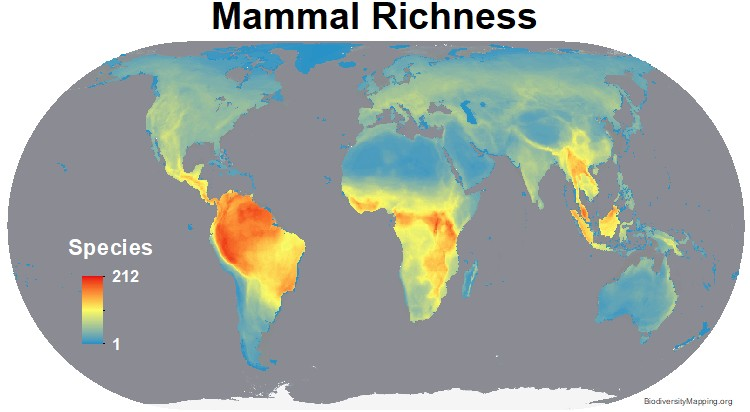 Mammal Richness
Species
212
1
BiodiversityMapping.org